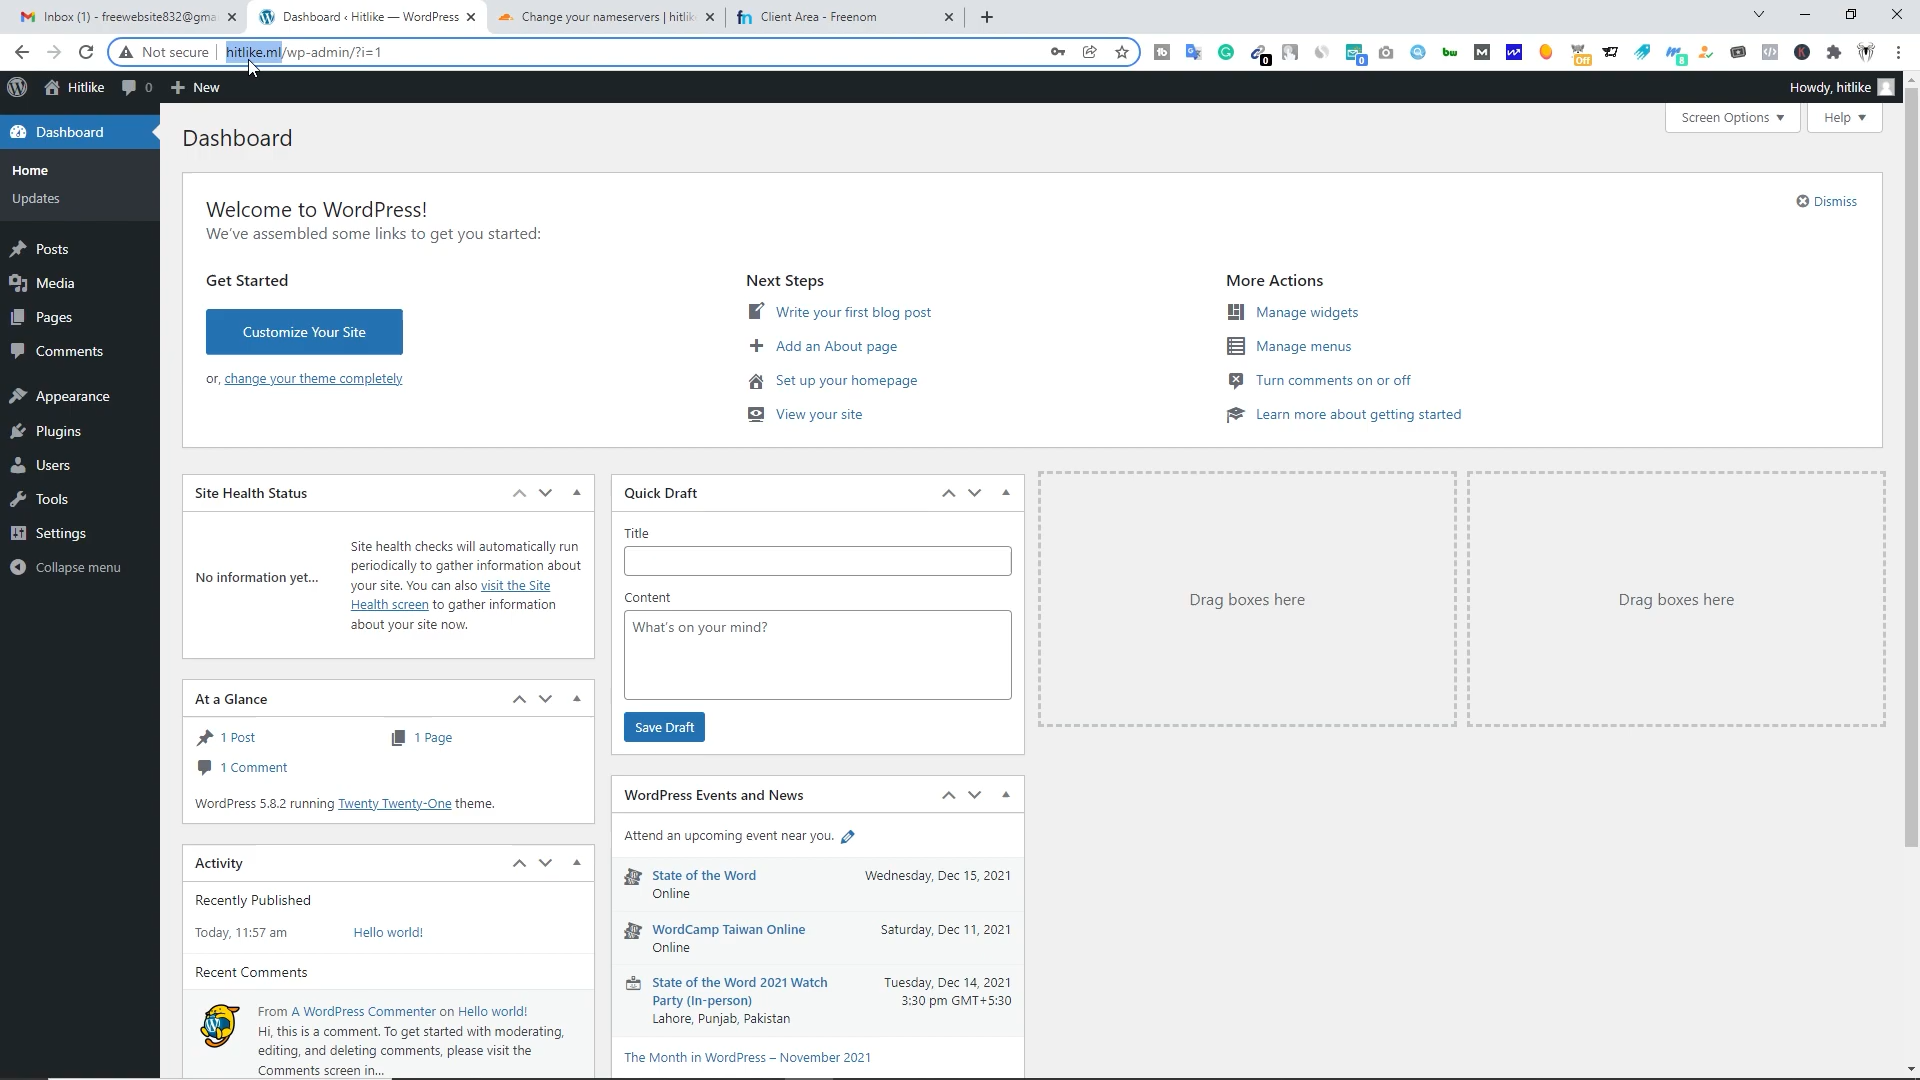 Inbox (1) - freewebsite832@gma
Dashboard ‹ Hitlike — WordPress
Change your nameservers | hitlik
fn Client Area - Freenom
Not secure | hitlike.ml/wp-admin/?i=1
Hitlike 0 New
Howdy, hitlike
Dashboard
Home
Updates
Posts
Media
Pages
Comments
Appearance
Plugins
Users
Tools
Settings
Collapse menu
Dashboard
Screen Options
Help
Welcome to WordPress!
Dismiss
We've assembled some links to get you started:
Get Started
Customize Your Site
or, change your theme completely
Next Steps
Write your first blog post
Add an About page
Set up your homepage
View your site
More Actions
Manage widgets
Manage menus
Turn comments on or off
Learn more about getting started
Site Health Status
No information yet...
Site health checks will automatically run
periodically to gather information about
your site. You can also visit the Site
Health screen to gather information
about your site now.
At a Glance
1 Post
1 Page
1 Comment
WordPress 5.8.2 running Twenty Twenty-One theme.
Activity
Recently Published
Today, 11:57 am Hello world!
Recent Comments
From A WordPress Commenter on Hello world!
Hi, this is a comment. To get started with moderating,
editing, and deleting comments, please visit the
Comments screen in...
Quick Draft
Title
Content
What's on your mind?
Save Draft
WordPress Events and News
Attend an upcoming event near you.
State of the Word Wednesday, Dec 15, 2021
Online
WordCamp Taiwan Online Saturday, Dec 11, 2021
Online
State of the Word 2021 Watch Tuesday, Dec 14, 2021
Party (In-person) 3:30 pm GMT+5:30
Lahore, Punjab, Pakistan
The Month in WordPress – November 2021
Drag boxes here
Drag boxes here